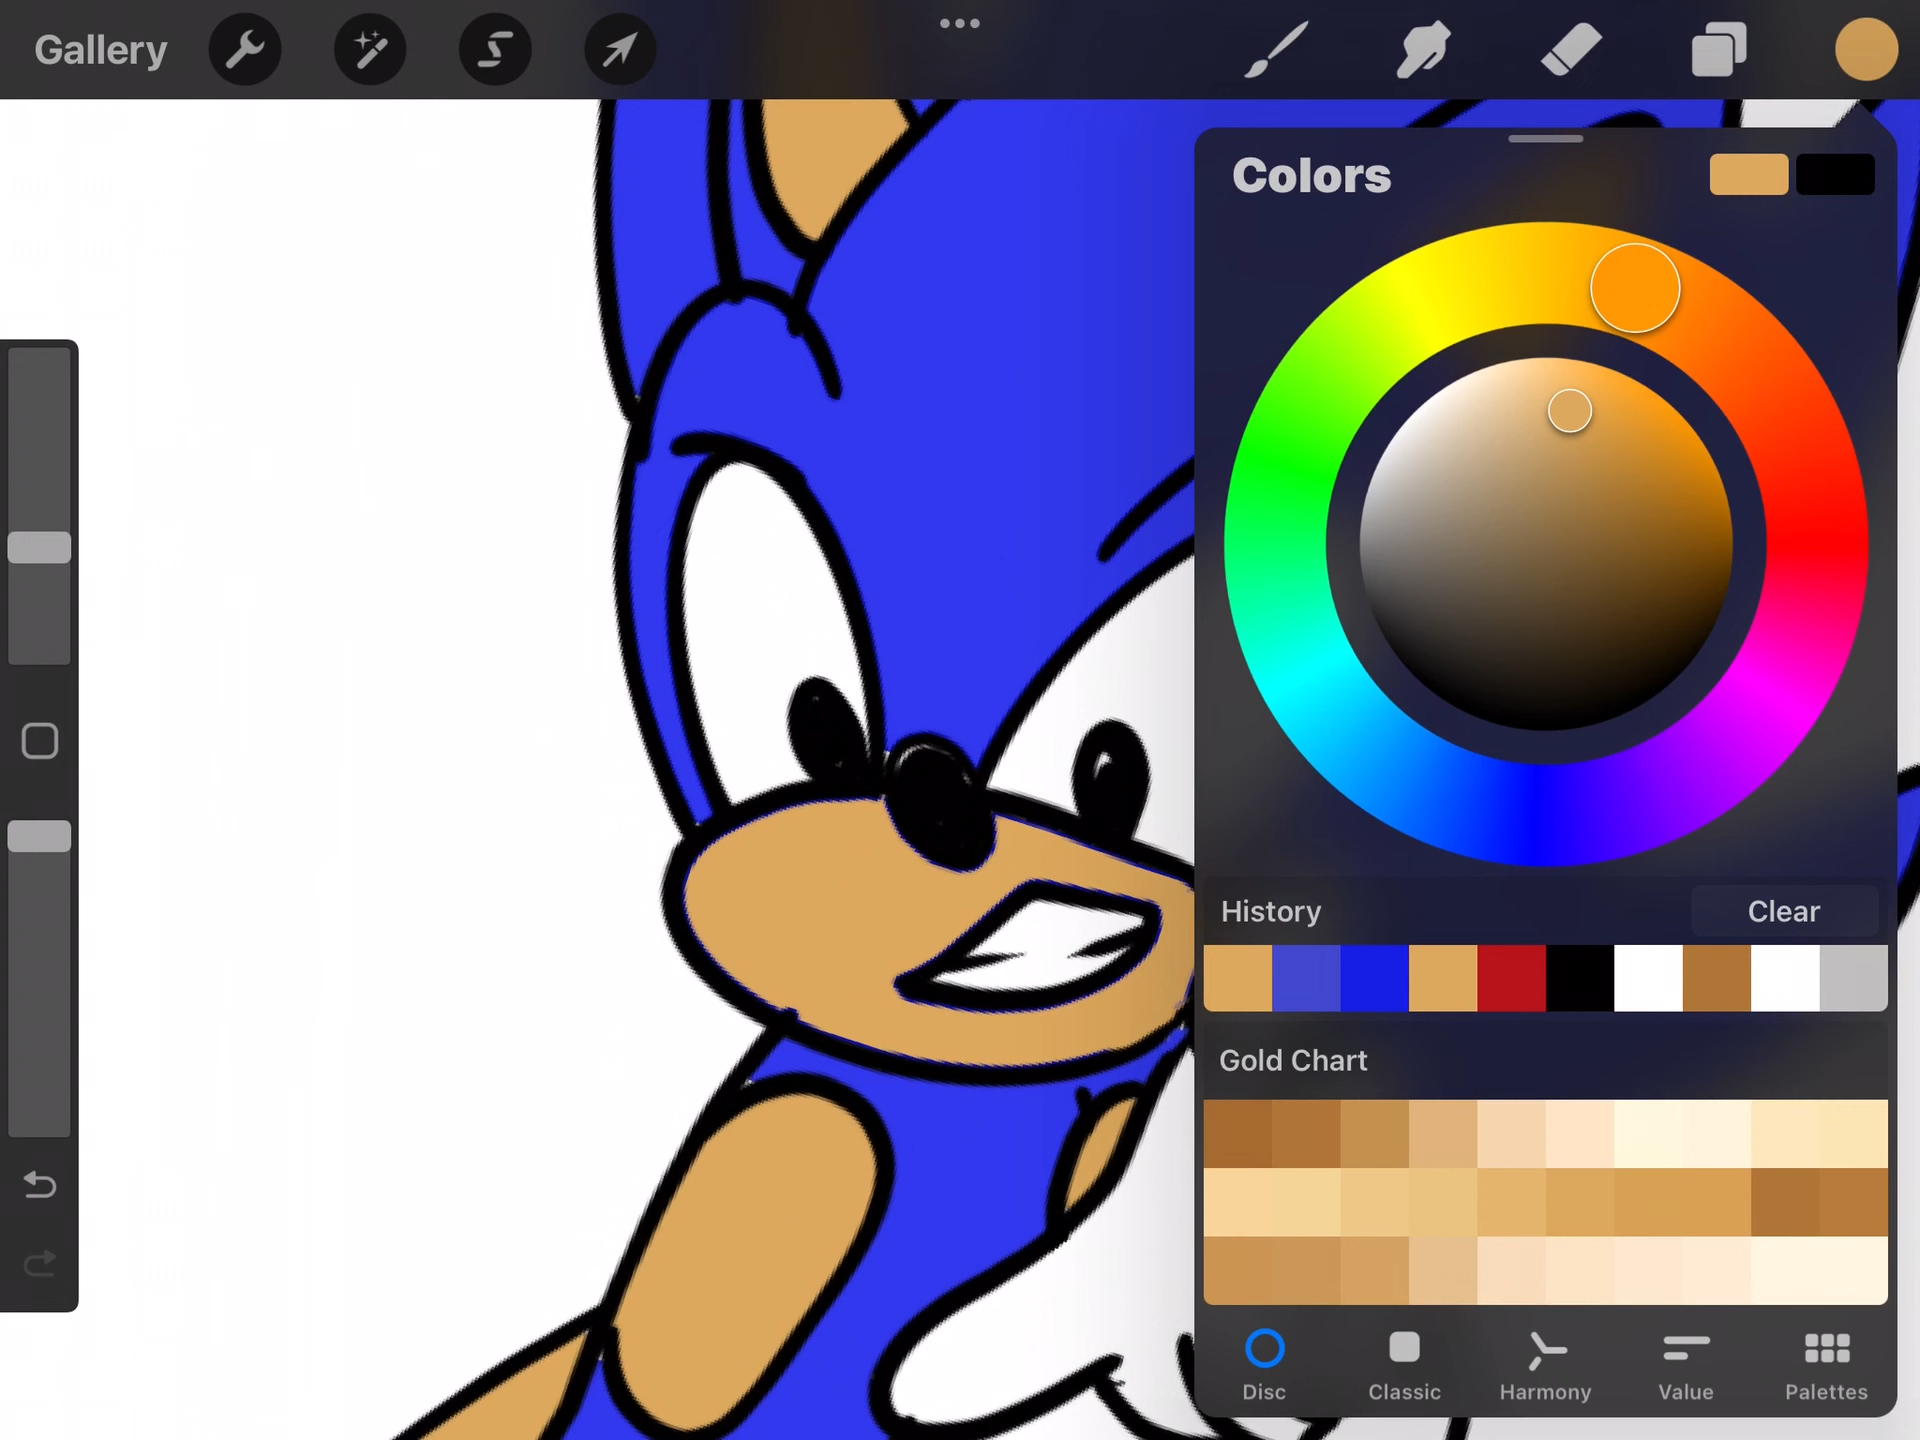 Gallery
Colors
History
Clear
Gold Chart
Disc
Classic
Harmony
Value
Palettes